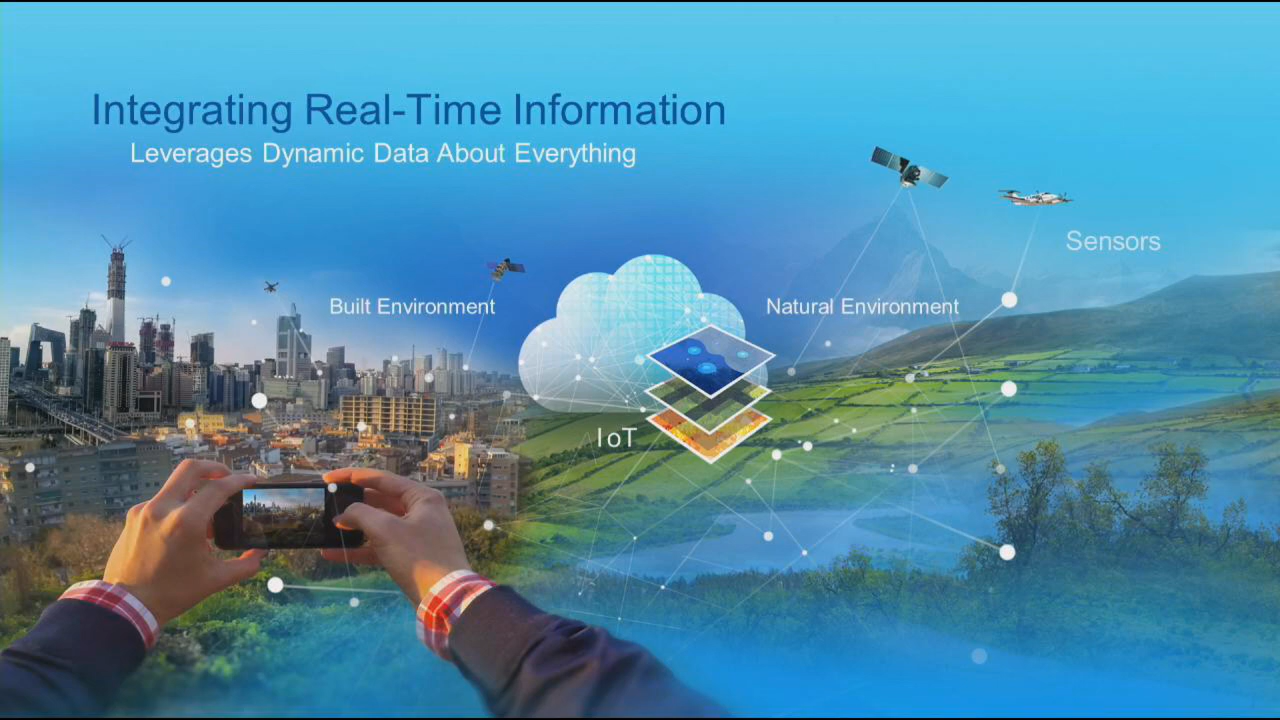 Integrating Real-Time Information
Leverages Dynamic Data About Everything
Sensors
Built Environment
Natural Environment
IoT